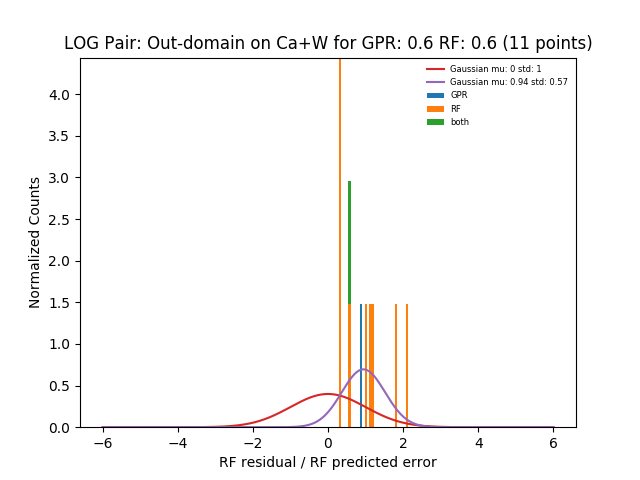 LOG Pair: Out-domain on Ca+W for GPR: 0.6 RF: 0.6 (11 points)
Gaussian mu: 0 std: 1
Gaussian mu: 0.94 std: 0.57
GPR
RF
both
Normalized Counts
4.0
3.5
3.0
2.5
2.0
1.5
1.0
0.5
0.0
−6 −4 −2 0 2 4 6
RF residual / RF predicted error